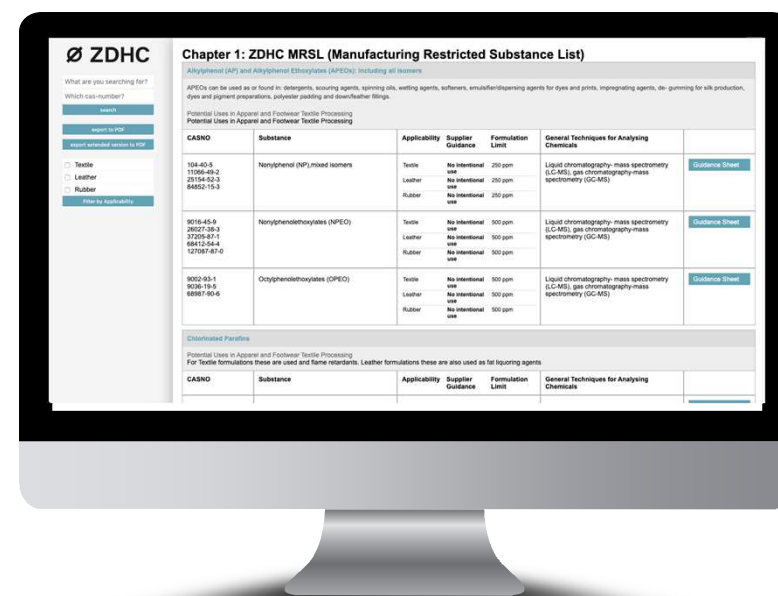 Ø ZDHC
What are you searching for?
Which cas-number?
search
export to PDF
export extended version to PDF
Textile
Leather
Rubber
Filter by Applicability
Chapter 1: ZDHC MRSL (Manufacturing Restricted Substance List)
Alkylphenol (AP) and Alkylphenol Ethoxylates (APEOs): including all isomers
APEOs can be used as or found in: detergents, scouring agents, spinning oils, wetting agents, softeners, emulsifier/dispersing agents for dyes and prints, impregnating agents, de- gumming for silk production,
dyes and pigment preparations, polyester padding and down/feather fillings.
Potential Uses in Apparel and Footwear Textile Processing
Potential Uses in Apparel and Footwear Textile Processing
CASNO Substance Applicability Supplier Guidance Formulation Limit General Techniques for Analysing Chemicals
104-40-5
11066-49-2
25154-52-3
84852-15-3
Nonylphenol (NP),mixed isomers
Textile No intentional use 250 ppm
Leather No intentional use 250 ppm
Rubber No intentional use 250 ppm
Liquid chromatography- mass spectrometry
(LC-MS), gas chromatography-mass
spectrometry (GC-MS)
Guidance Sheet
9016-45-9
26027-38-3
37205-87-1
68412-54-4
127087-87-0
Nonylphenolethoxylates (NPEO)
Textile No intentional use 500 ppm
Leather No intentional use 500 ppm
Rubber No intentional use 500 ppm
Liquid chromatography- mass spectrometry
(LC-MS), gas chromatography-mass
spectrometry (GC-MS)
Guidance Sheet
9002-93-1
9036-19-5
68987-90-6
Octylphenolethoxylates (OPEO)
Textile No intentional use 500 ppm
Leather No intentional use 500 ppm
Rubber No intentional use 500 ppm
Liquid chromatography- mass spectrometry
(LC-MS), gas chromatography-mass
spectrometry (GC-MS)
Guidance Sheet
Chlorinated Parafins
Potential Uses in Apparel and Footwear Textile Processing
For Textile formulations these are used and flame retardants. Leather formulations these are also used as fat liquoring agents
CASNO Substance Applicability Supplier Guidance Formulation Limit General Techniques for Analysing Chemicals